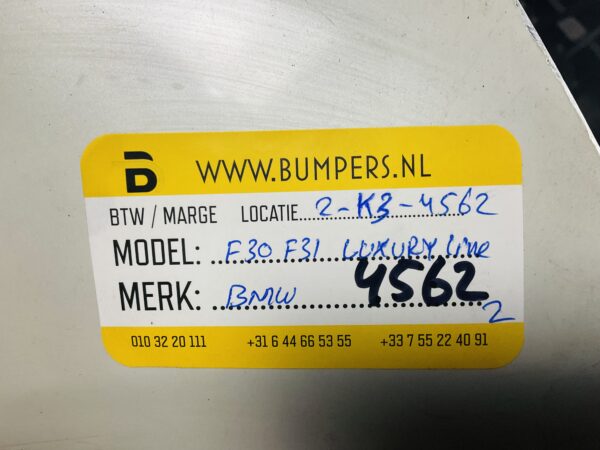 B WWW.BUMPERS.NL
BTW / MARGE LOCATIE 2-K3-4562
MODEL: F30 F31 LUXURY Line
MERK: BMW 4562
2
010 32 20 111 +31 6 44 66 53 55 +33 7 55 22 40 91